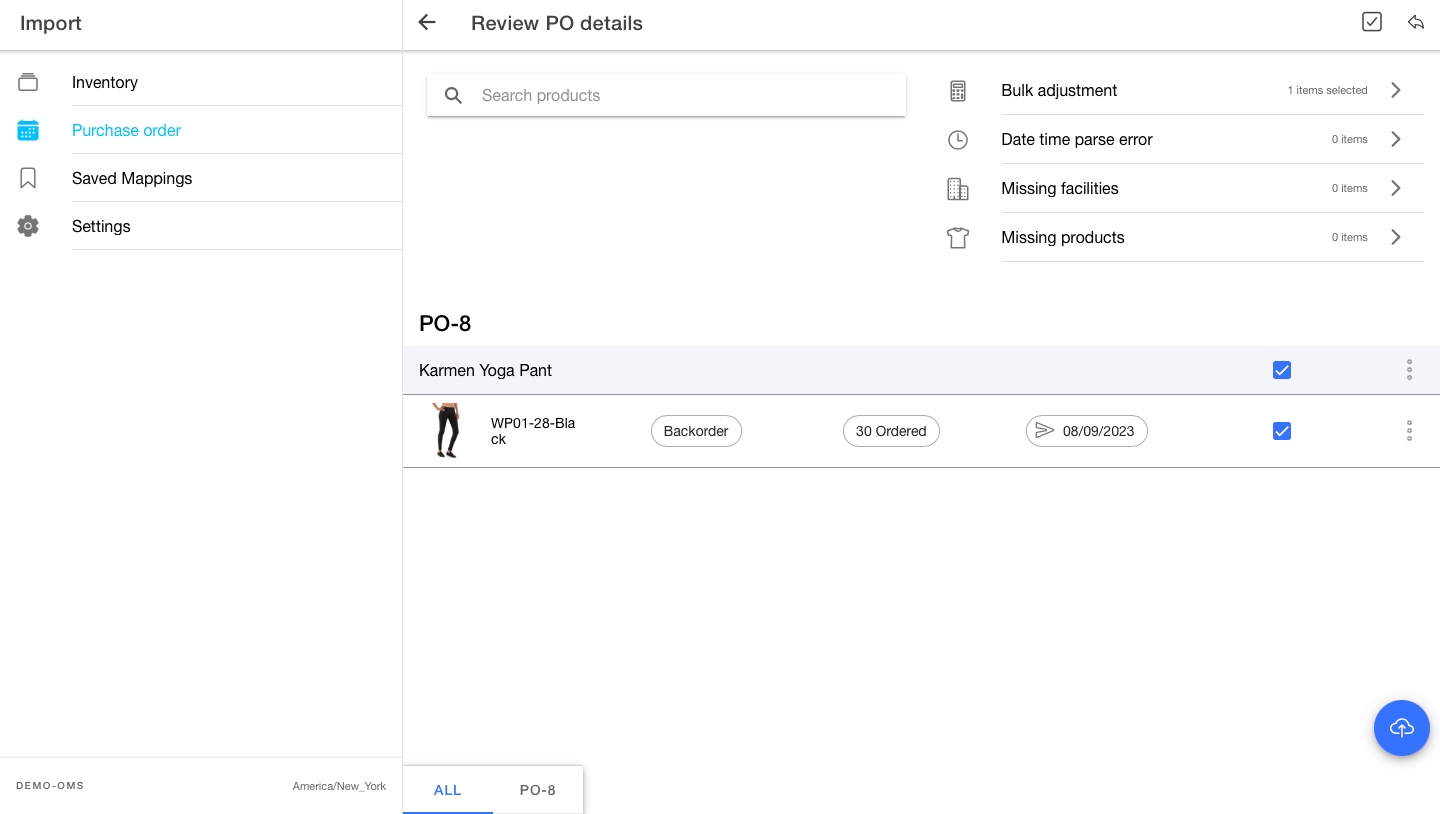 Import
Review PO details
Inventory
Purchase order
Saved Mappings
Settings
Search products
Bulk adjustment 1 items selected
Date time parse error 0 items
Missing facilities 0 items
Missing products 0 items
PO-8
Karmen Yoga Pant
WP01-28-Bla
ck
Backorder
30 Ordered
08/09/2023
DEMO-OMS America/New_York
ALL PO-8